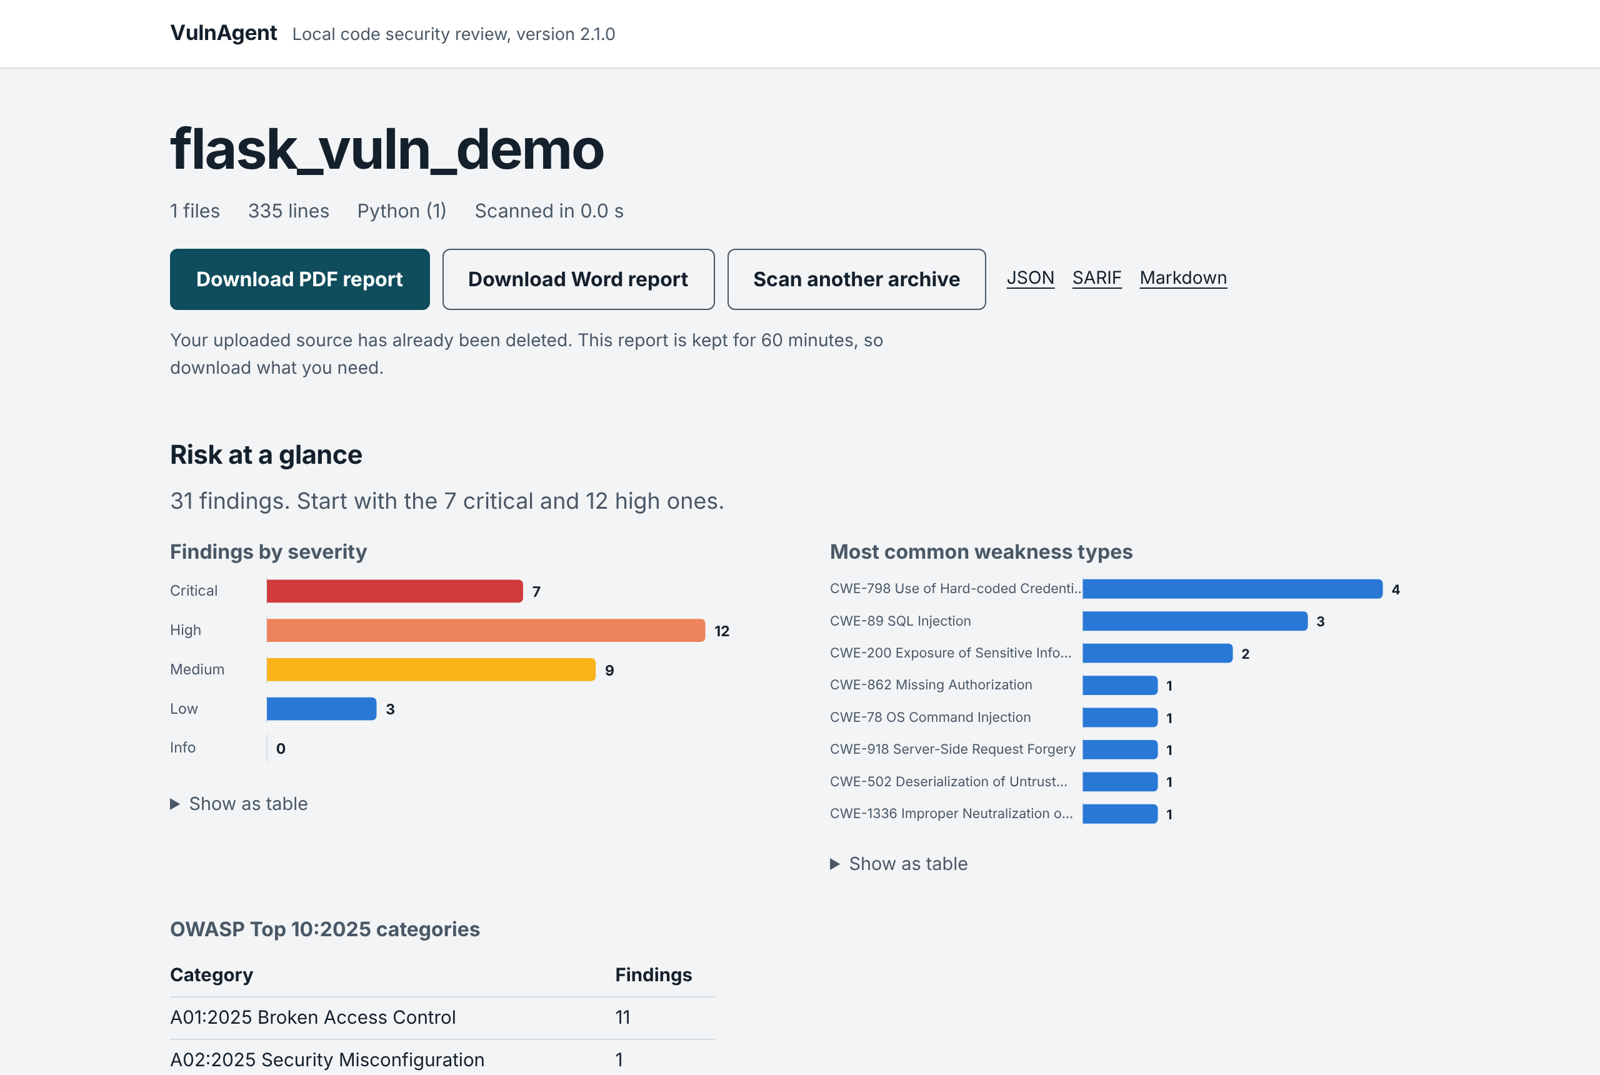 VulnAgent Local code security review, version 2.1.0
flask_vuln_demo
1 files 335 lines Python (1) Scanned in 0.0 s
Download PDF report Download Word report Scan another archive JSON SARIF Markdown
Your uploaded source has already been deleted. This report is kept for 60 minutes, so
download what you need.
Risk at a glance
31 findings. Start with the 7 critical and 12 high ones.
Findings by severity
Critical 7
High 12
Medium 9
Low 3
Info 0
Show as table
Most common weakness types
CWE-798 Use of Hard-coded Credenti... 4
CWE-89 SQL Injection 3
CWE-200 Exposure of Sensitive Info... 2
CWE-862 Missing Authorization 1
CWE-78 OS Command Injection 1
CWE-918 Server-Side Request Forgery 1
CWE-502 Deserialization of Untrust... 1
CWE-1336 Improper Neutralization o... 1
Show as table
OWASP Top 10:2025 categories
Category Findings
A01:2025 Broken Access Control 11
A02:2025 Security Misconfiguration 1